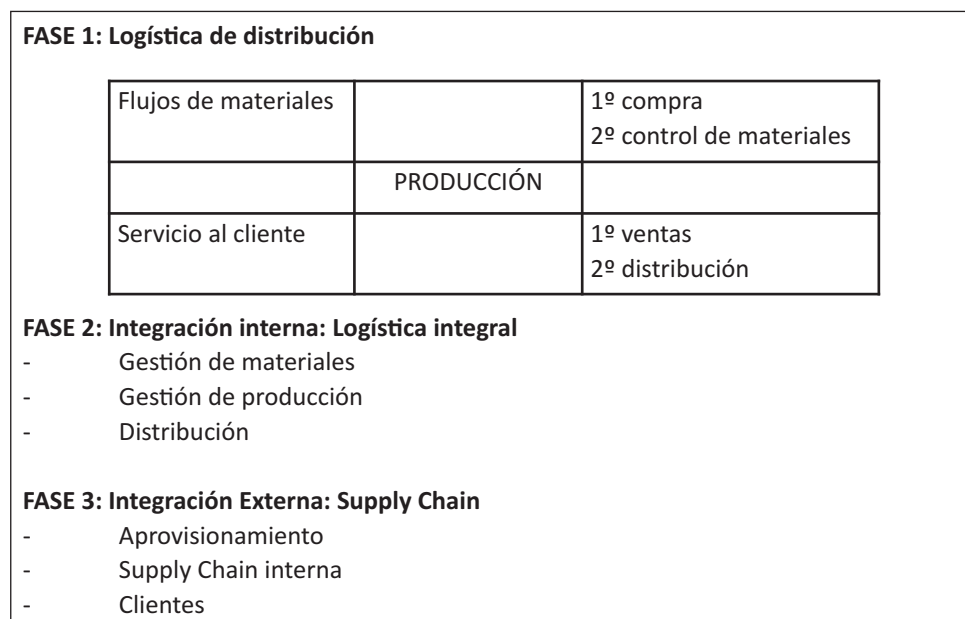 FASE 1: Logística de distribución
Flujos de materiales 1º compra
2º control de materiales
PRODUCCIÓN
Servicio al cliente 1º ventas
2º distribución
FASE 2: Integración interna: Logística integral
- Gestión de materiales
- Gestión de producción
- Distribución
FASE 3: Integración Externa: Supply Chain
- Aprovisionamiento
- Supply Chain interna
- Clientes